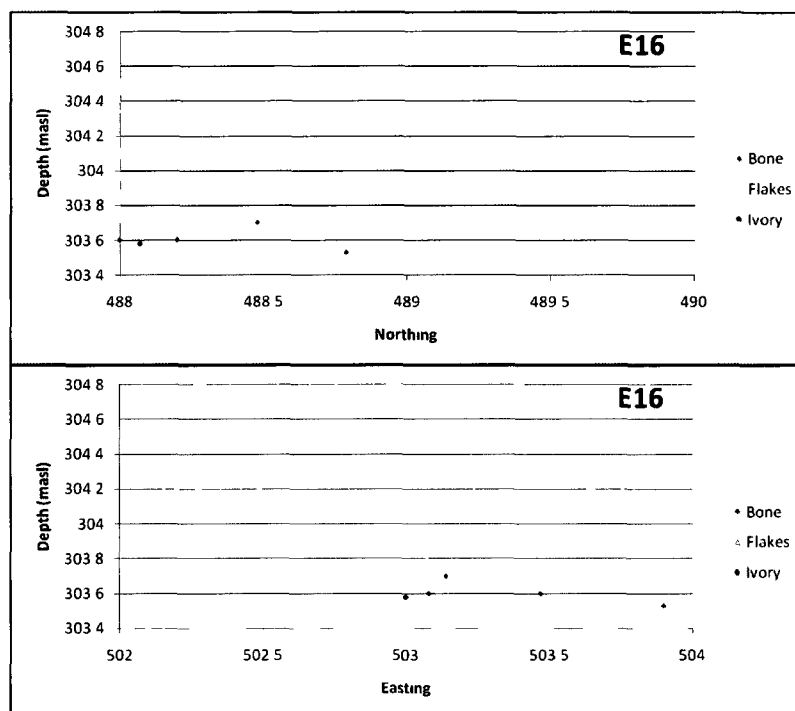 E16
304 8
304 6
304 4
304 2
304
303 8
303 6
303 4
Depth (masl)
488
488 5
489
489 5
490
Northing
Bone
Flakes
Ivory
E16
304 8
304 6
304 4
304 2
304
303 8
303 6
303 4
Depth (masl)
502
502 5
503
503 5
504
Easting
Bone
Flakes
Ivory